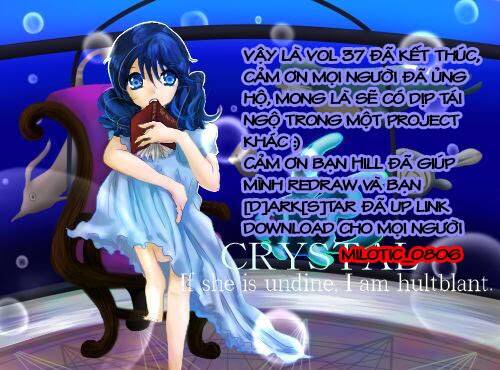 VẬY LÀ VOL 37 ĐÃ KẾT THÚC,
CẢM ƠN MỌI NGƯỜI ĐÃ ỦNG
HỘ, MONG LÀ SẼ CÓ DỊP TÁI
NGỘ TRONG MỘT PROJECT
KHÁC :)
CẢM ƠN BẠN HILL ĐÃ GIÚP
MÌNH REDRAW VÀ BẠN
[D]ARK[S]TAR ĐÃ UP LINK
DOWNLOAD CHO MỌI NGƯỜI
MILOTIC_0806
CRYSTAL
If she is undine, I am hultblant.